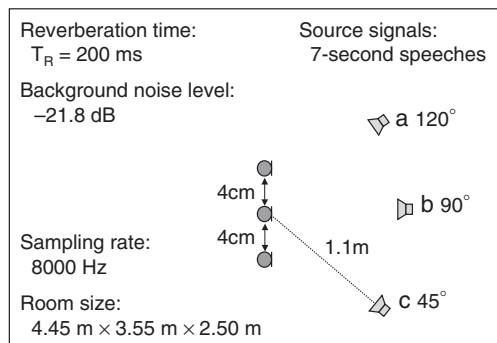 Reverberation time:
T_R = 200 ms
Source signals:
7-second speeches
Background noise level:
–21.8 dB
a 120°
4cm
b 90°
4cm
1.1m
Sampling rate:
8000 Hz
c 45°
Room size:
4.45 m × 3.55 m × 2.50 m